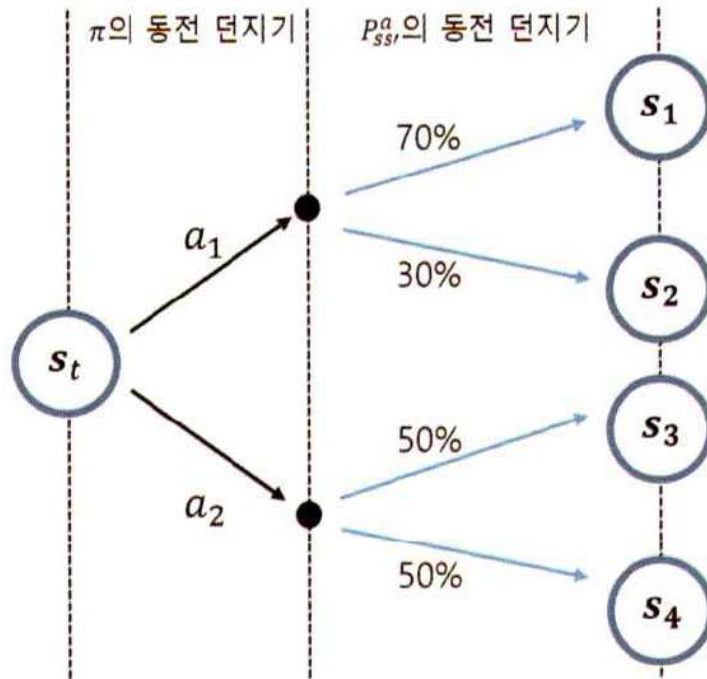 π의 동전 던지기
P^a_ss'의 동전 던지기
s_1
70%
a_1
30%
s_2
s_t
50%
s_3
a_2
50%
s_4